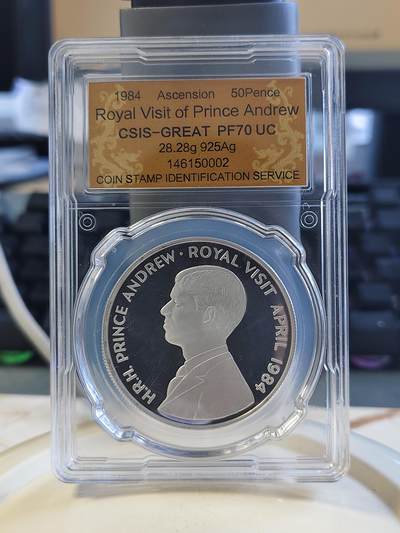 1984 Ascension 50Pence
Royal Visit of Prince Andrew
CSIS-GREAT PF70 UC
28.28g 925Ag
146150002
COIN STAMP IDENTIFICATION SERVICE
H.R.H. PRINCE ANDREW · ROYAL VISIT APRIL 1984